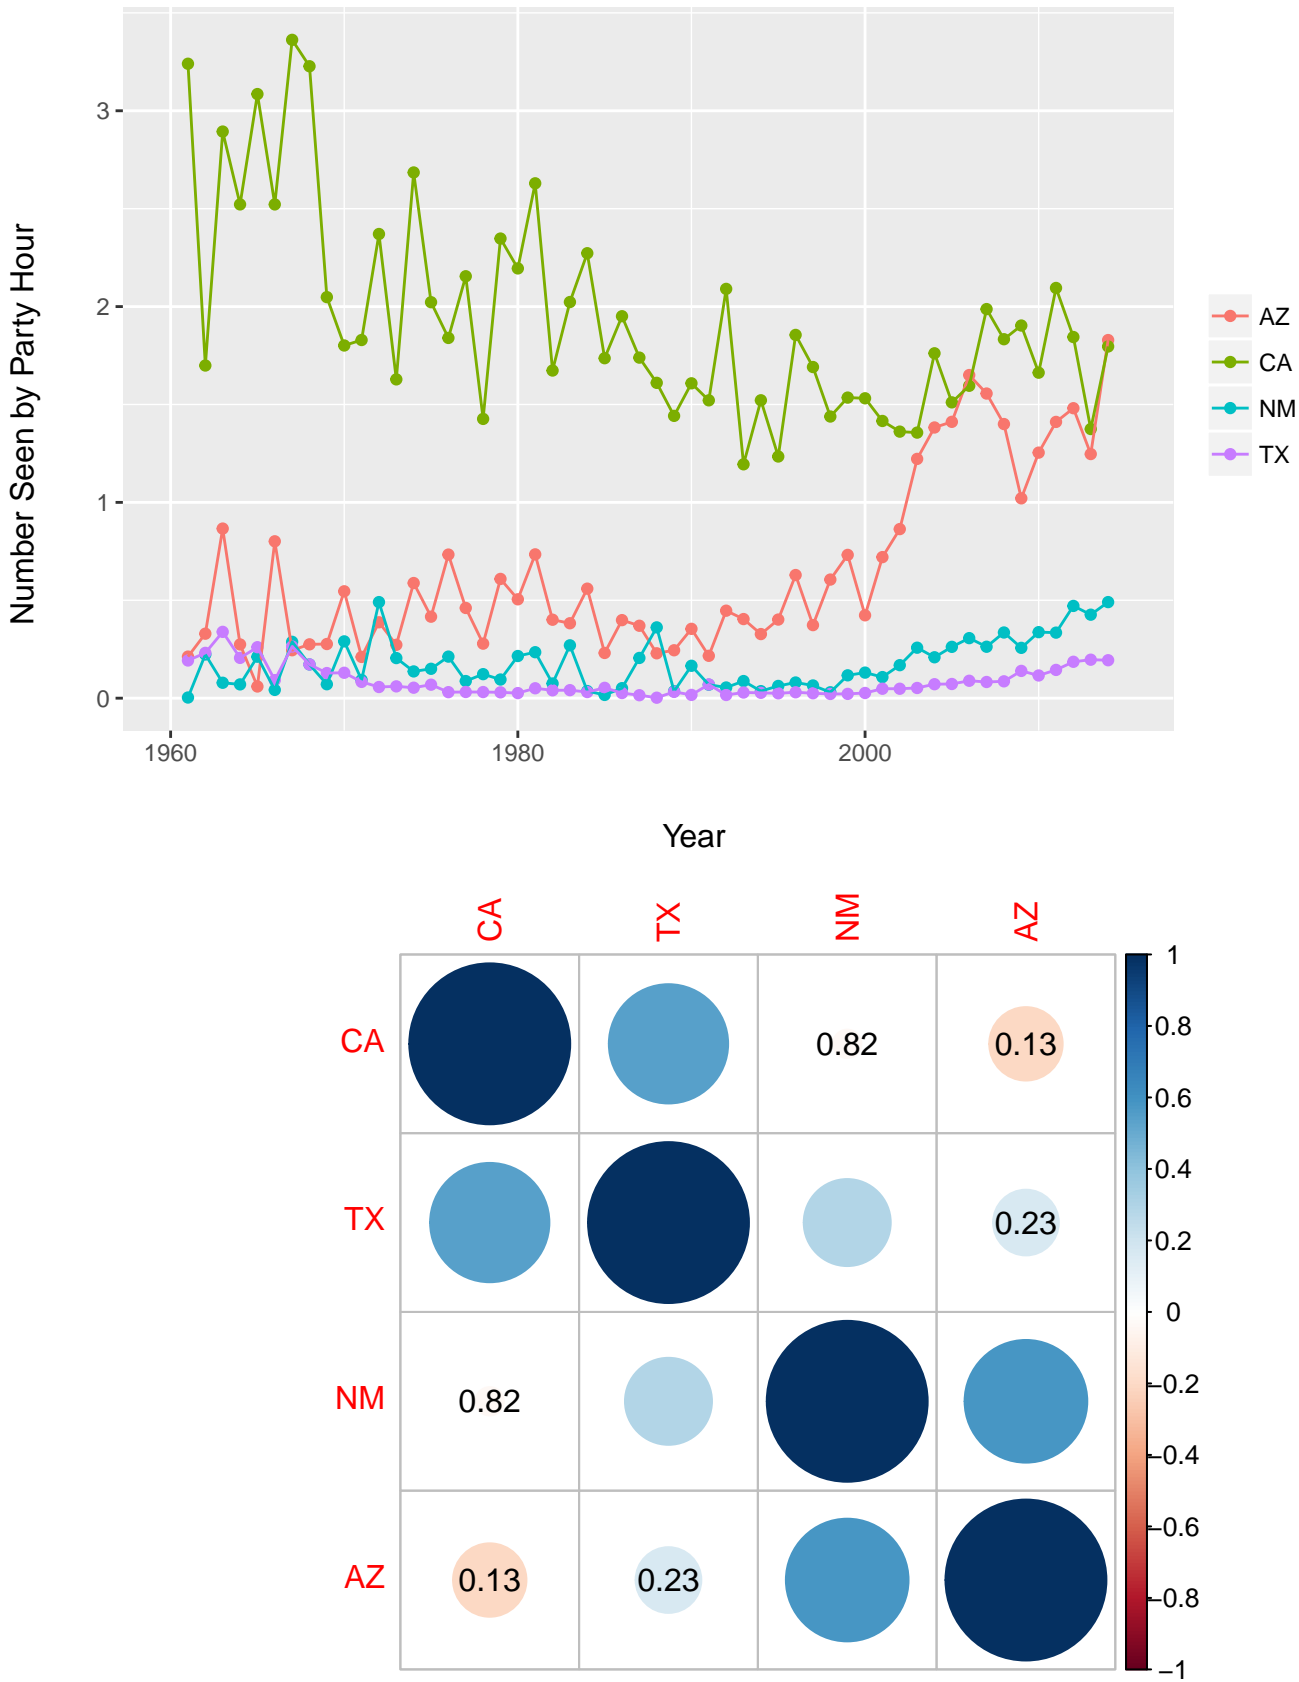 Number Seen by Party Hour
3
2
1
0
1960 1980 2000
Year
AZ
CA
NM
TX
CA TX NM AZ
CA 0.82 0.13
TX 0.23
NM 0.82
AZ 0.13 0.23
1
0.8
0.6
0.4
0.2
0
−0.2
−0.4
−0.6
−0.8
−1